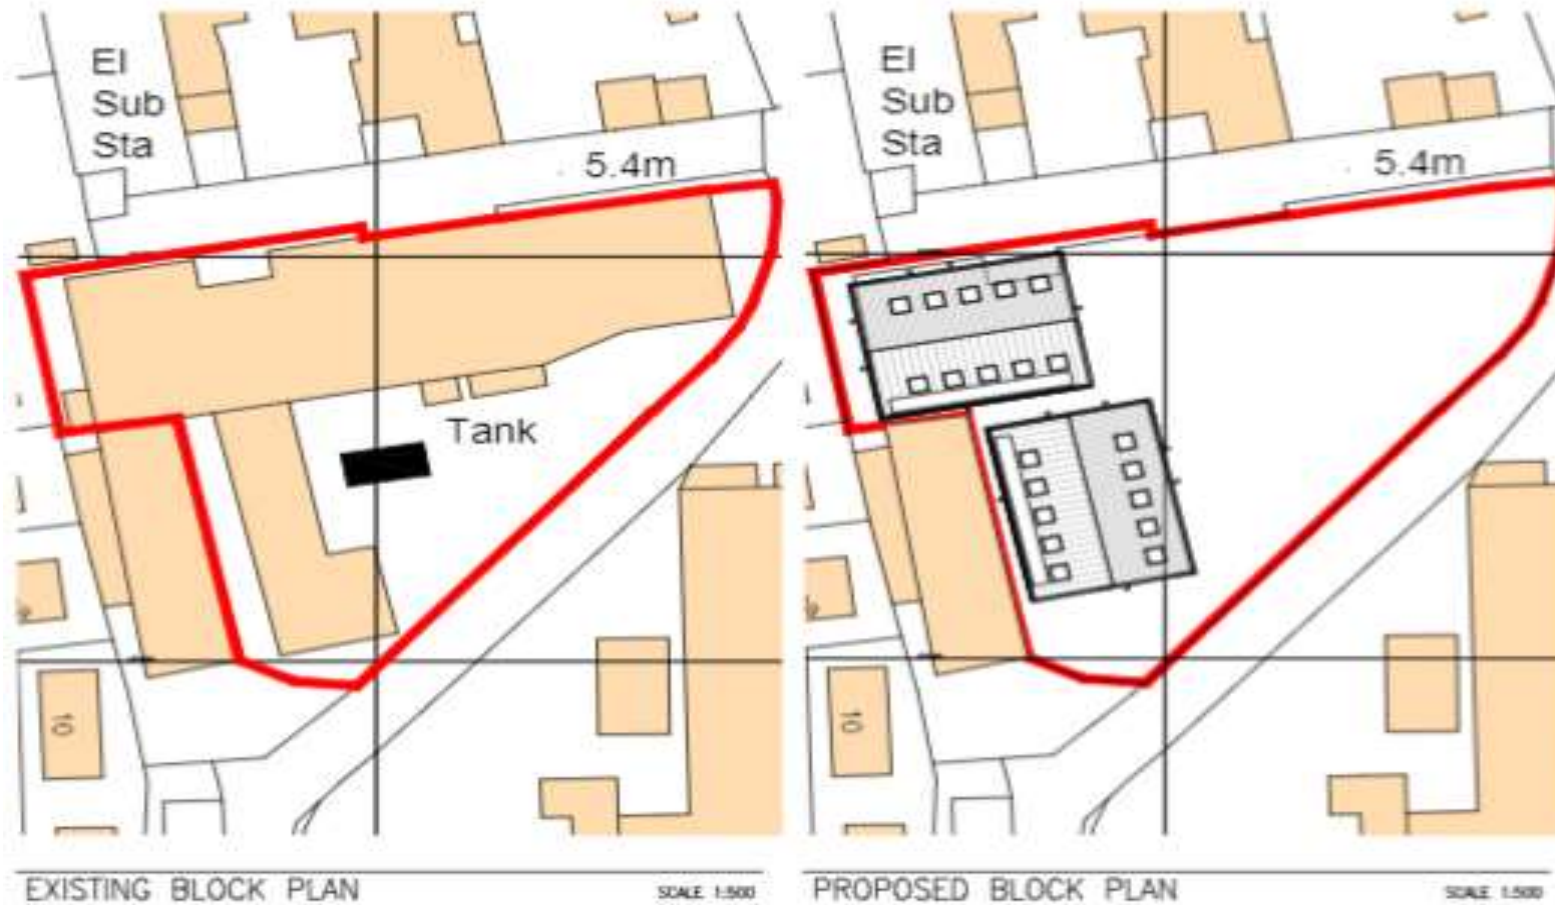 El
Sub
Sta
5.4m
Tank
10
EXISTING BLOCK PLAN
SCALE 1:500
El
Sub
Sta
5.4m
10
PROPOSED BLOCK PLAN
SCALE 1:500